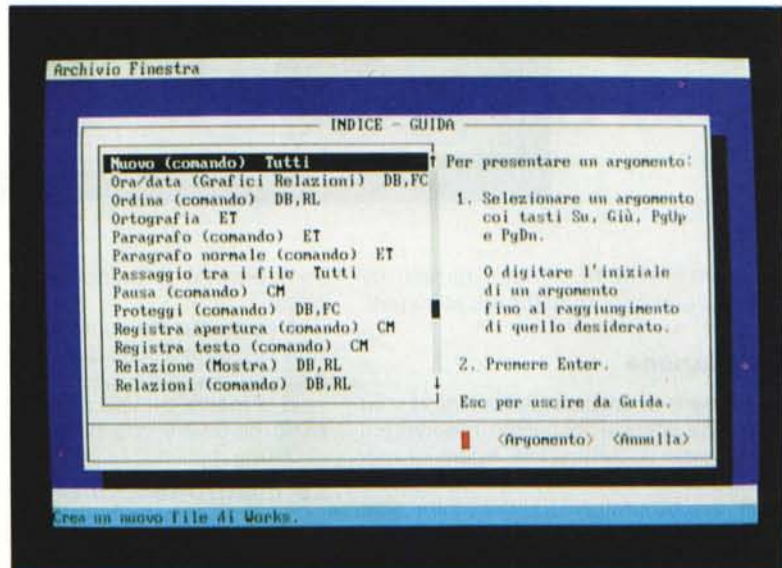 Archivio Finestra
INDICE - GUIDA
Nuovo (comando) Tutti
Ora/data (Grafici Relazioni) DB,FC
Ordina (comando) DB,RL
Ortografia ET
Paragrafo (comando) ET
Paragrafo normale (comando) ET
Passaggio tra i file Tutti
Pausa (comando) CM
Proteggi (comando) DB,FC
Registra apertura (comando) CM
Registra testo (comando) CM
Relazione (Mostra) DB,RL
Relazioni (comando) DB,RL
Per presentare un argomento:
1. Selezionare un argomento
coi tasti Su, Giù, PgUp
e PgDn.
O digitare l'iniziale
di un argomento
fino al raggiungimento
di quello desiderato.
2. Premere Enter.
Esc per uscire da Guida.
<Argomento> <Annulla>
Crea un nuovo file di Works.